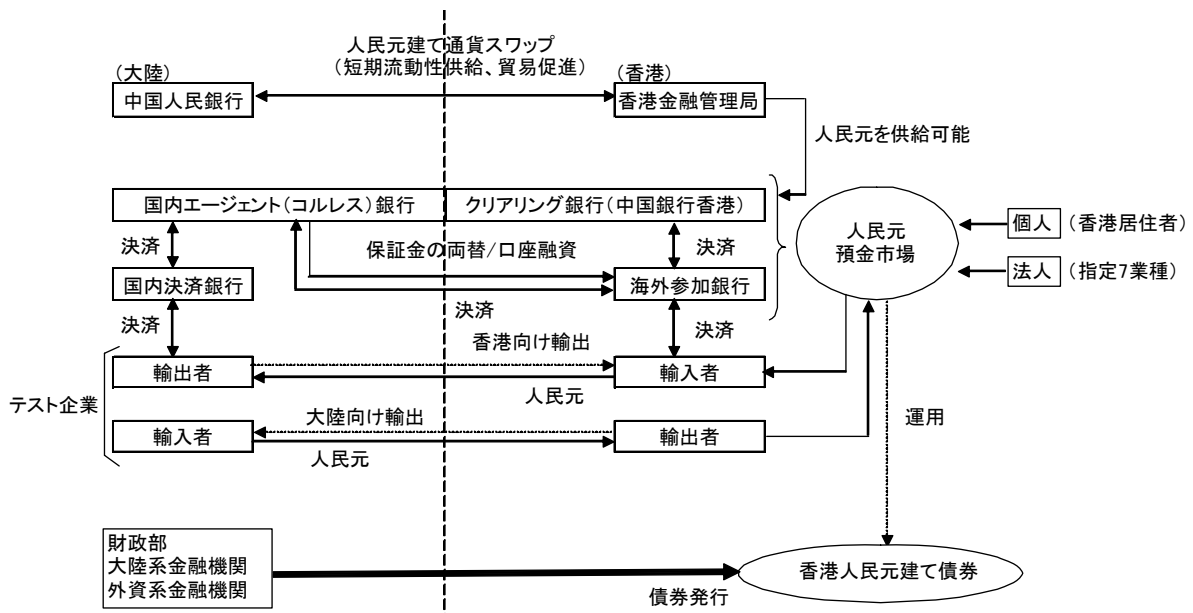 人民元建て通貨スワップ
（短期流動性供給、貿易促進）
（大陸）
（香港）
中国人民銀行
香港金融管理局
人民元を供給可能
国内エージェント（コルレス）銀行
クリアリング銀行（中国銀行香港）
人民元
預金市場
個人
（香港居住者）
法人
（指定7業種）
決済
保証金の両替/口座融資
決済
国内決済銀行
海外参加銀行
決済
決済
決済
香港向け輸出
輸出者
輸入者
人民元
テスト企業
大陸向け輸出
輸入者
輸出者
人民元
運用
財政部
大陸系金融機関
外資系金融機関
香港人民元建て債券
債券発行